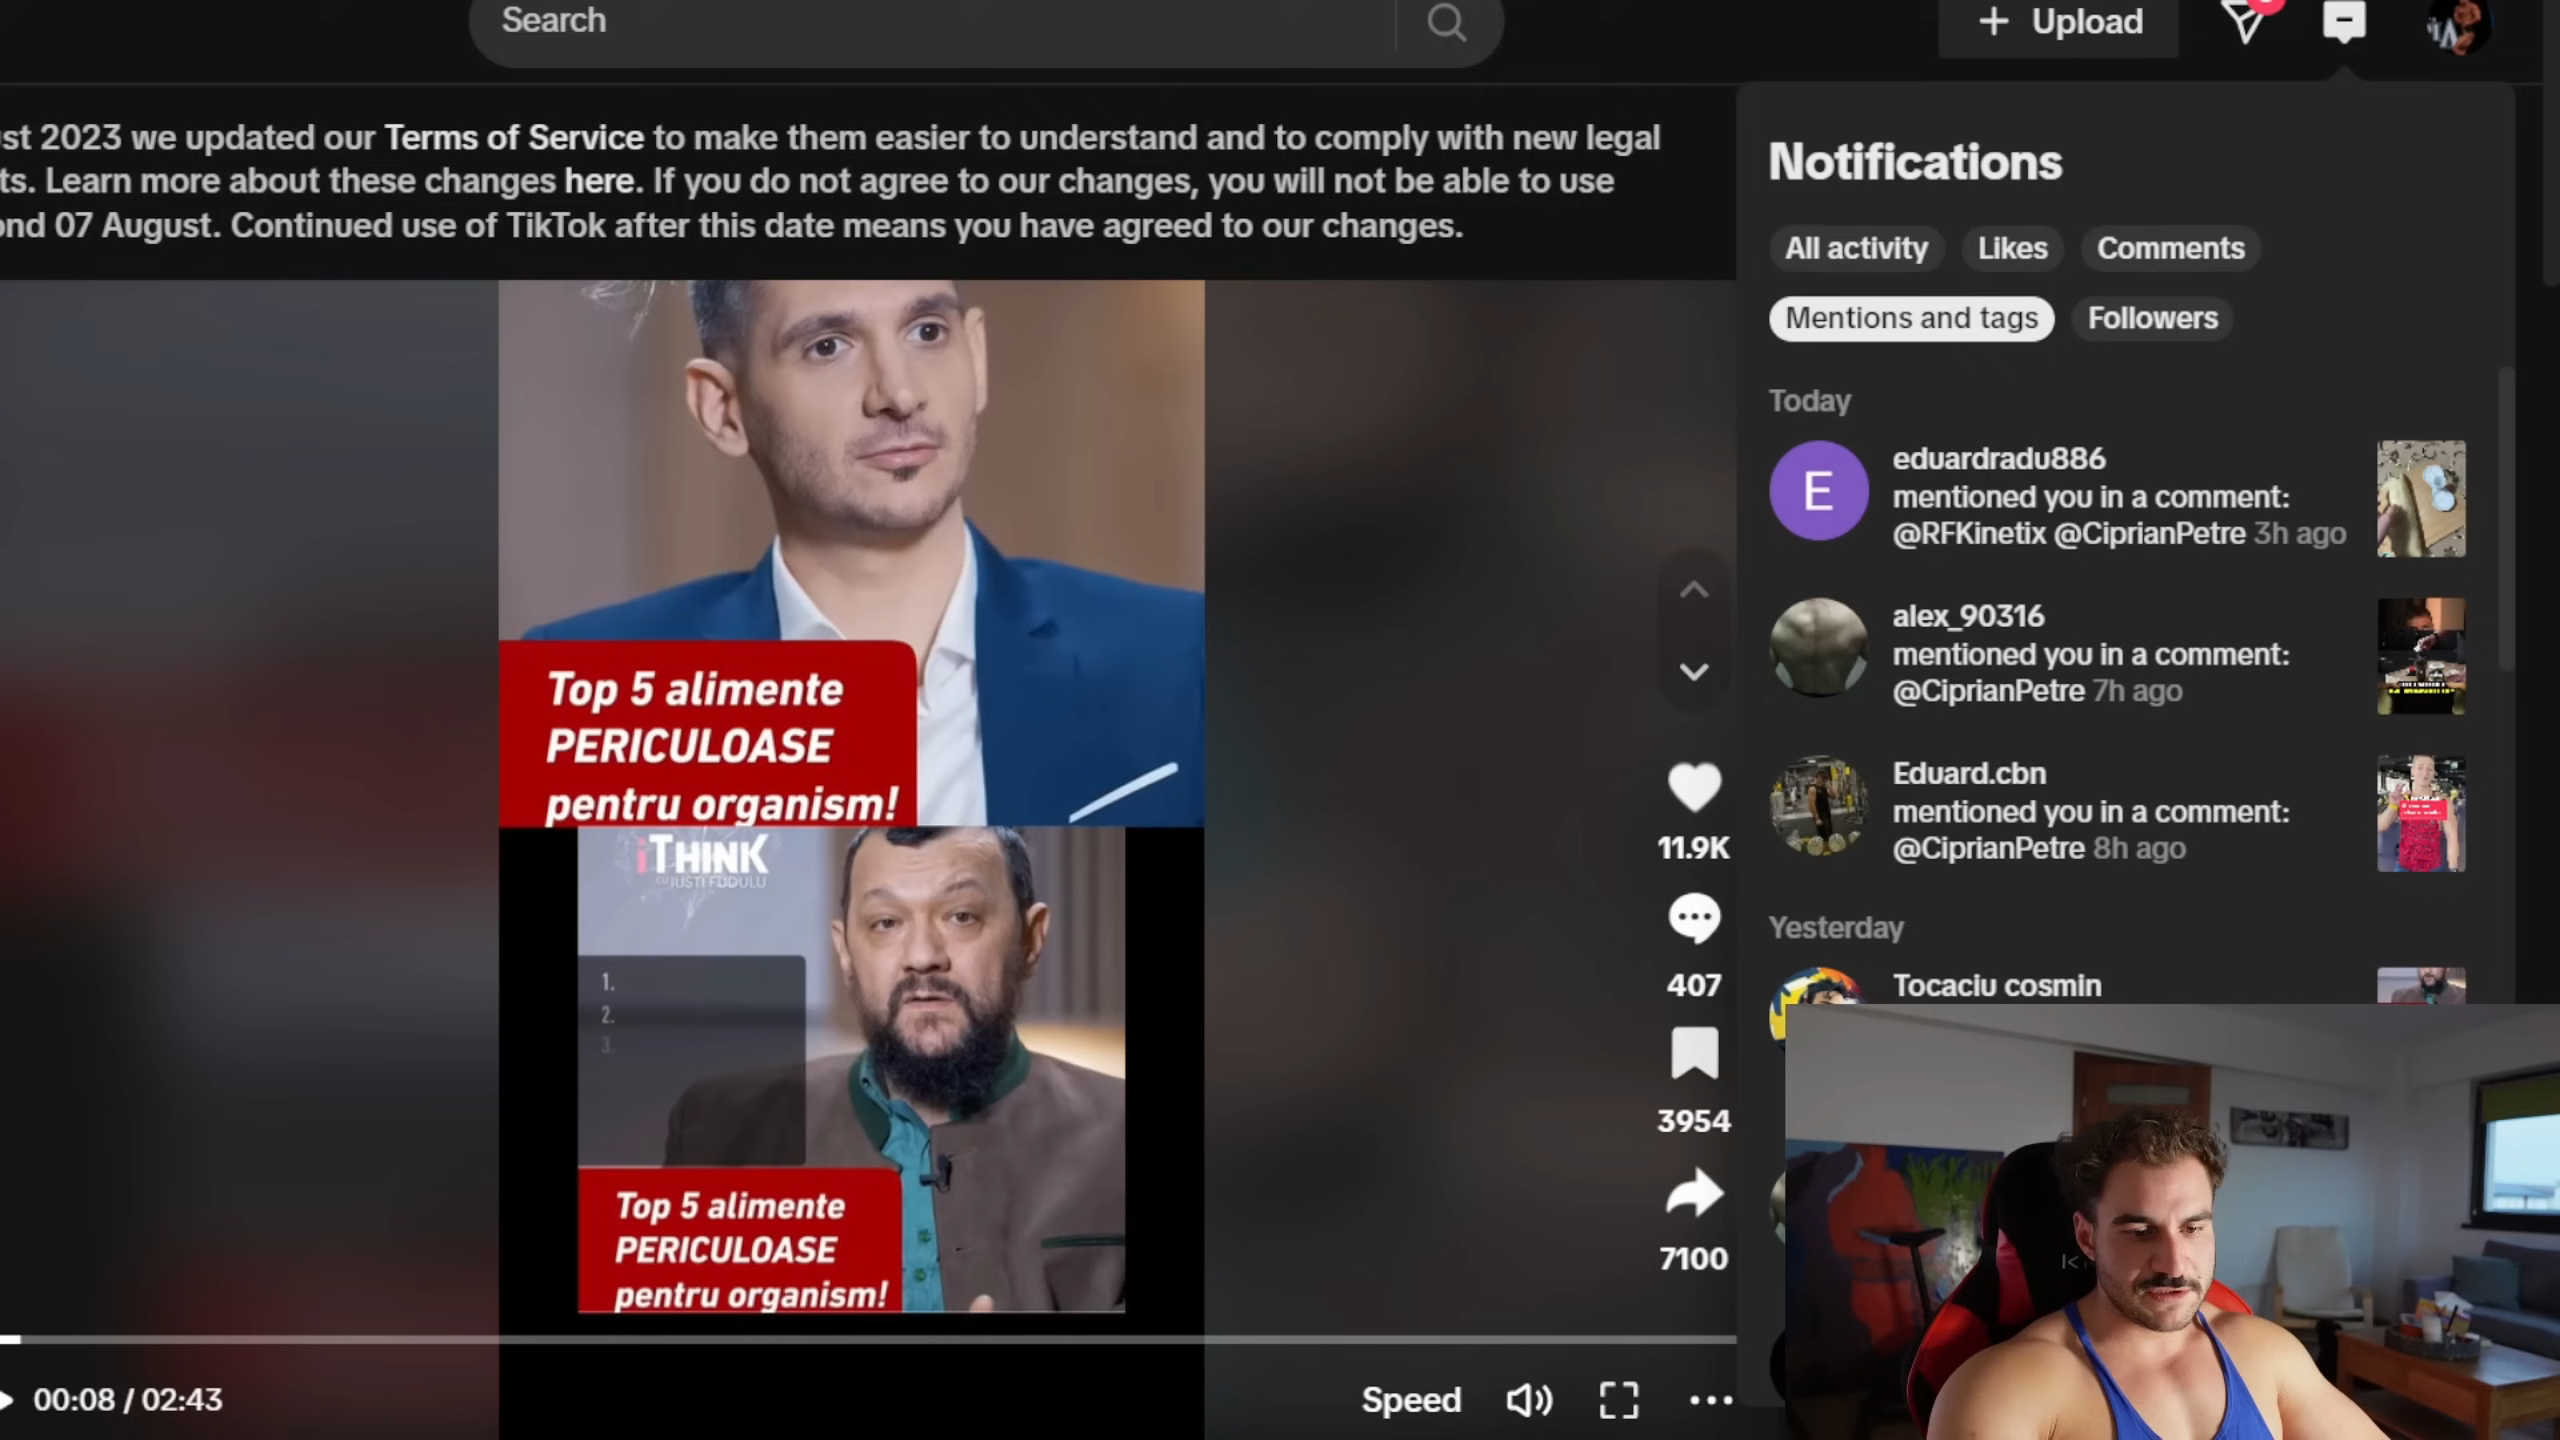 Search
Upload
st 2023 we updated our Terms of Service to make them easier to understand and to comply with new legal
ts. Learn more about these changes here. If you do not agree to our changes, you will not be able to use
ond 07 August. Continued use of TikTok after this date means you have agreed to our changes.
Notifications
All activity
Likes
Comments
Mentions and tags
Followers
Today
eduardradu886
mentioned you in a comment:
@RFKinetix @CiprianPetre 3h ago
alex_90316
mentioned you in a comment:
@CiprianPetre 7h ago
Eduard.cbn
mentioned you in a comment:
@CiprianPetre 8h ago
Yesterday
Tocaciu cosmin
E
Top 5 alimente
PERICULOASE
pentru organism!
iTHINK
IUSTI FUDULU
1.
2.
3.
Top 5 alimente
PERICULOASE
pentru organism!
11.9K
407
3954
7100
00:08 / 02:43
Speed